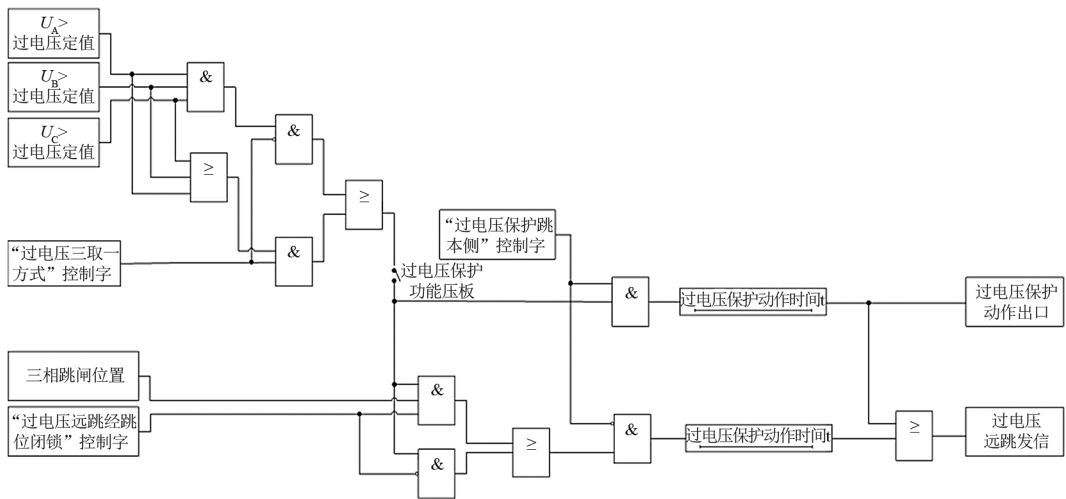 U_A>
过电压定值
U_B>
过电压定值
U_C>
过电压定值
&
≥
&
&
≥
“过电压三取一
方式”控制字
“过电压保护跳
本侧”控制字
过电压保护
功能压板
&
过电压保护动作时间t
过电压保护
动作出口
三相跳闸位置
“过电压远跳经跳
位闭锁”控制字
&
&
≥
&
过电压保护动作时间t
≥
过电压
远跳发信